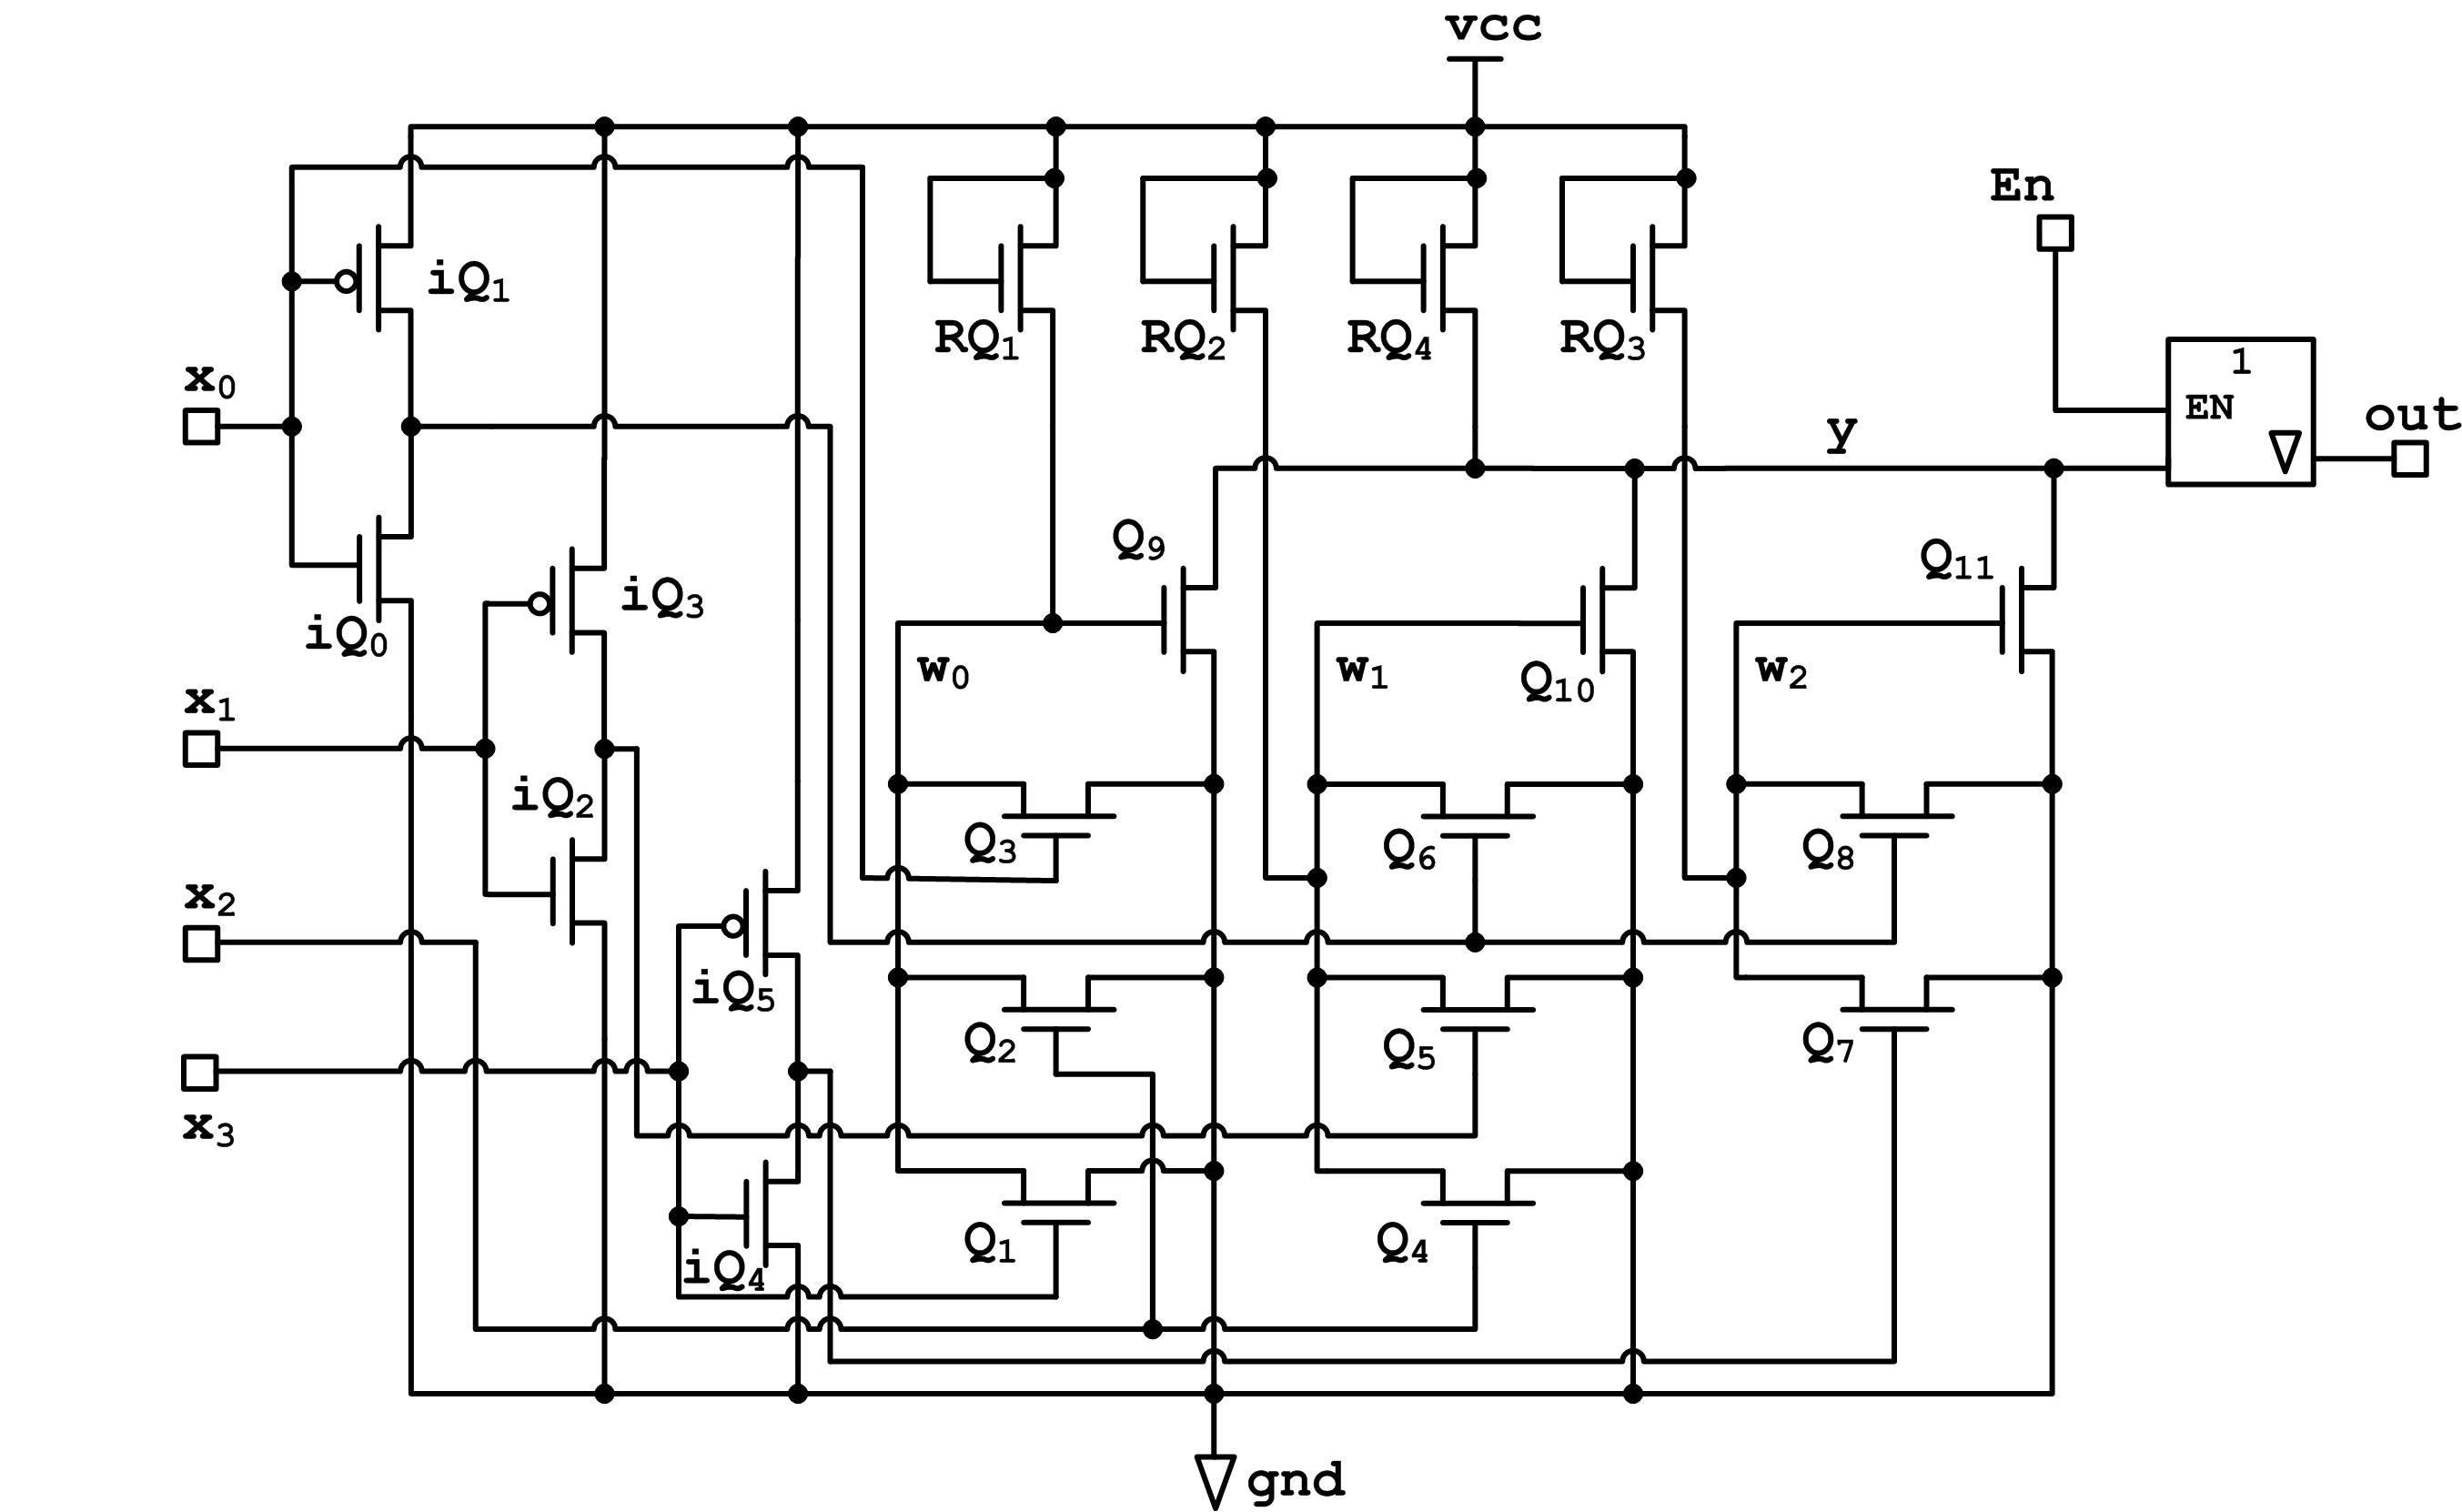 vcc
En
iQ1
RQ1 RQ2 RQ4 RQ3
1
x0
EN
out
y
Q9
Q11
iQ3
iQ0
w0 w1 w2
Q10
x1
iQ2
Q3 Q6 Q8
x2
iQ5
Q2 Q5 Q7
x3
Q1 Q4
iQ4
gnd